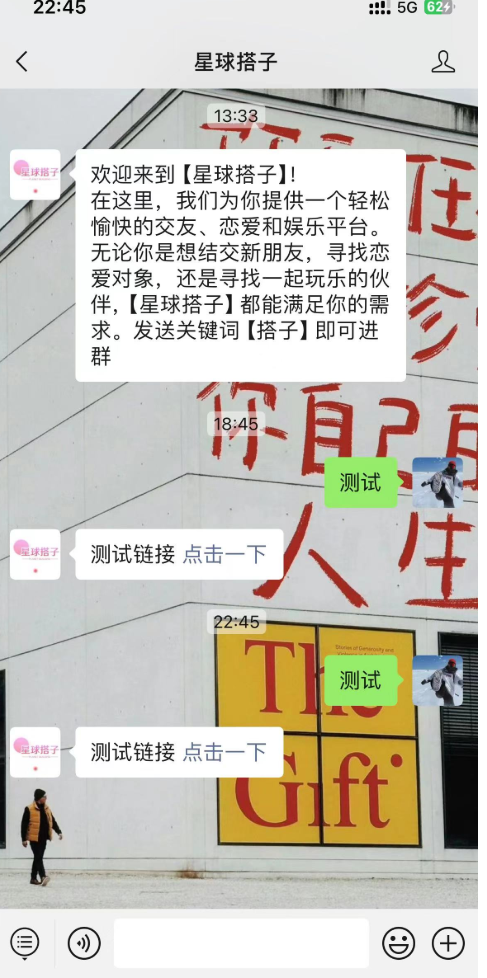 22:45
5G
62
星球搭子
13:33
星球搭子
欢迎来到【星球搭子】!
在这里，我们为你提供一个轻松
愉快的交友、恋爱和娱乐平台。
无论你是想结交新朋友，寻找恋
爱对象，还是寻找一起玩乐的伙
伴，【星球搭子】都能满足你的需
求。发送关键词【搭子】即可进
群
在
你自己
18:45
测试
人生
星球搭子
测试链接 点击一下
22:45
The
测试
星球搭子
测试链接 点击一下
Gift